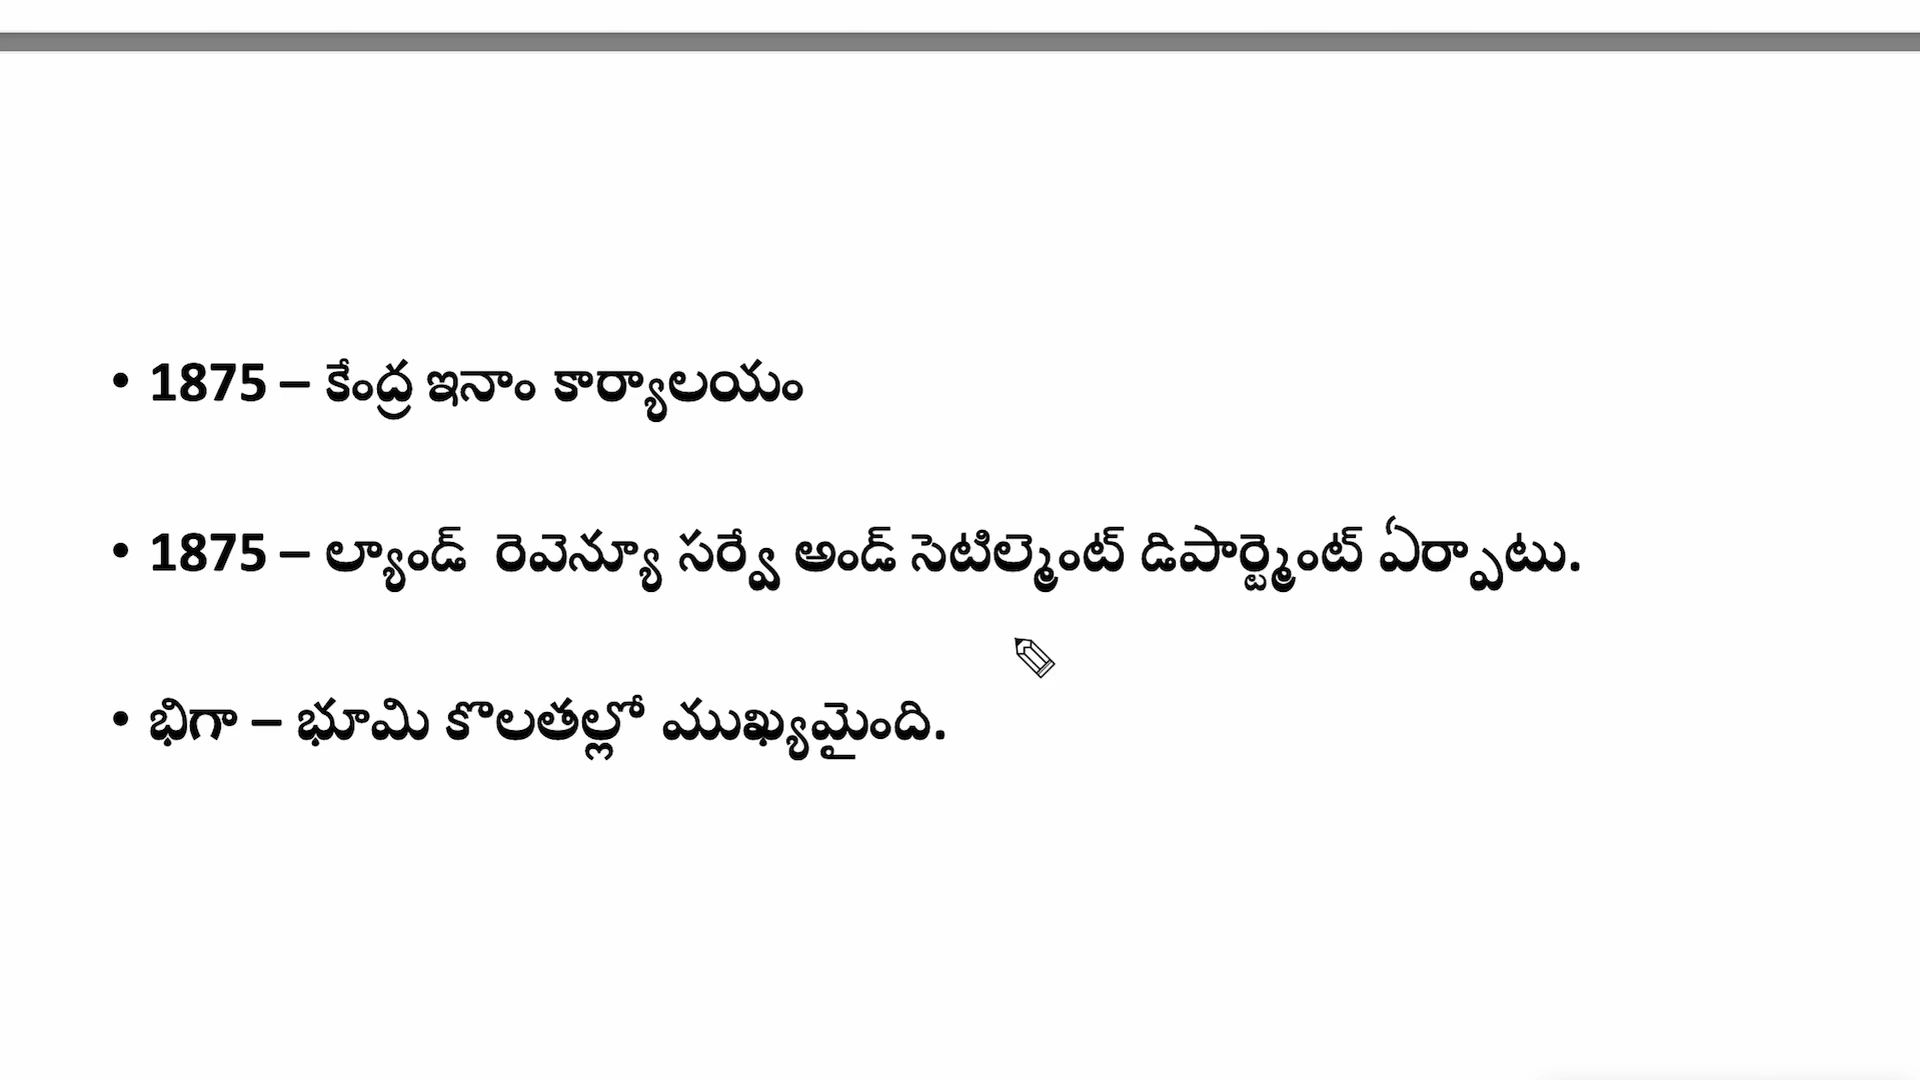 • 1875 – కేంద్ర ఇనాం కార్యాలయం
• 1875 – ల్యాండ్ రెవెన్యూ సర్వే అండ్ సెటిల్మెంట్ డిపార్ట్మెంట్ ఏర్పాటు.
• భిగా – భూమి కొలతల్లో ముఖ్యమైంది.